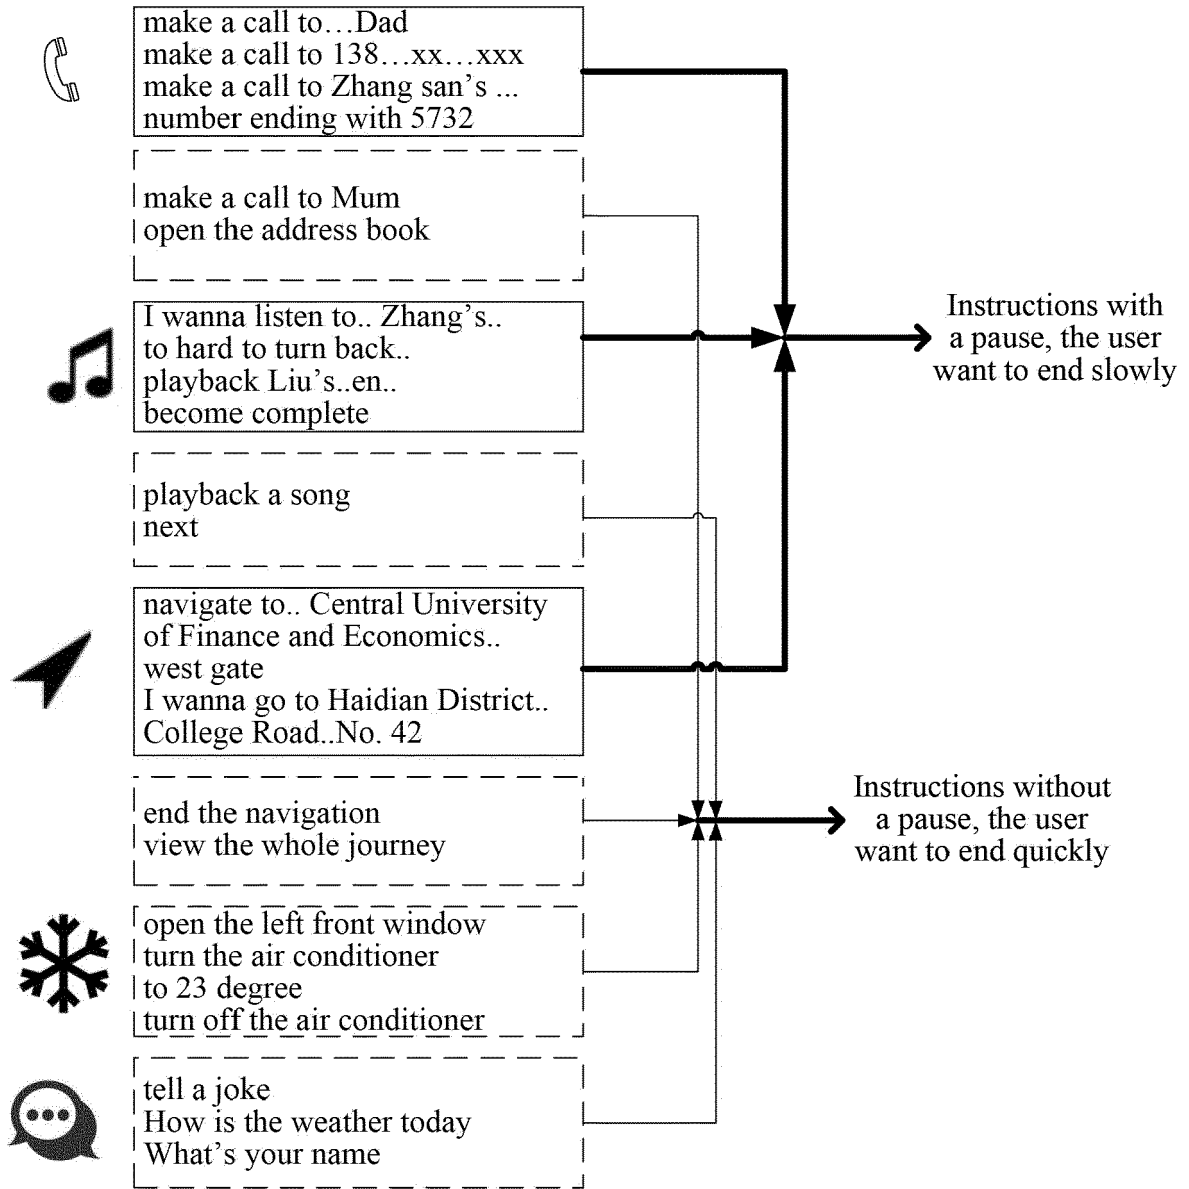 make a call to…Dad
make a call to 138…xx…xxx
make a call to Zhang san’s ...
number ending with 5732
make a call to Mum
open the address book
I wanna listen to.. Zhang’s..
to hard to turn back..
playback Liu’s..en..
become complete
Instructions with
a pause, the user
want to end slowly
playback a song
next
navigate to.. Central University
of Finance and Economics..
west gate
I wanna go to Haidian District..
College Road..No. 42
end the navigation
view the whole journey
Instructions without
a pause, the user
want to end quickly
open the left front window
turn the air conditioner
to 23 degree
turn off the air conditioner
tell a joke
How is the weather today
What’s your name